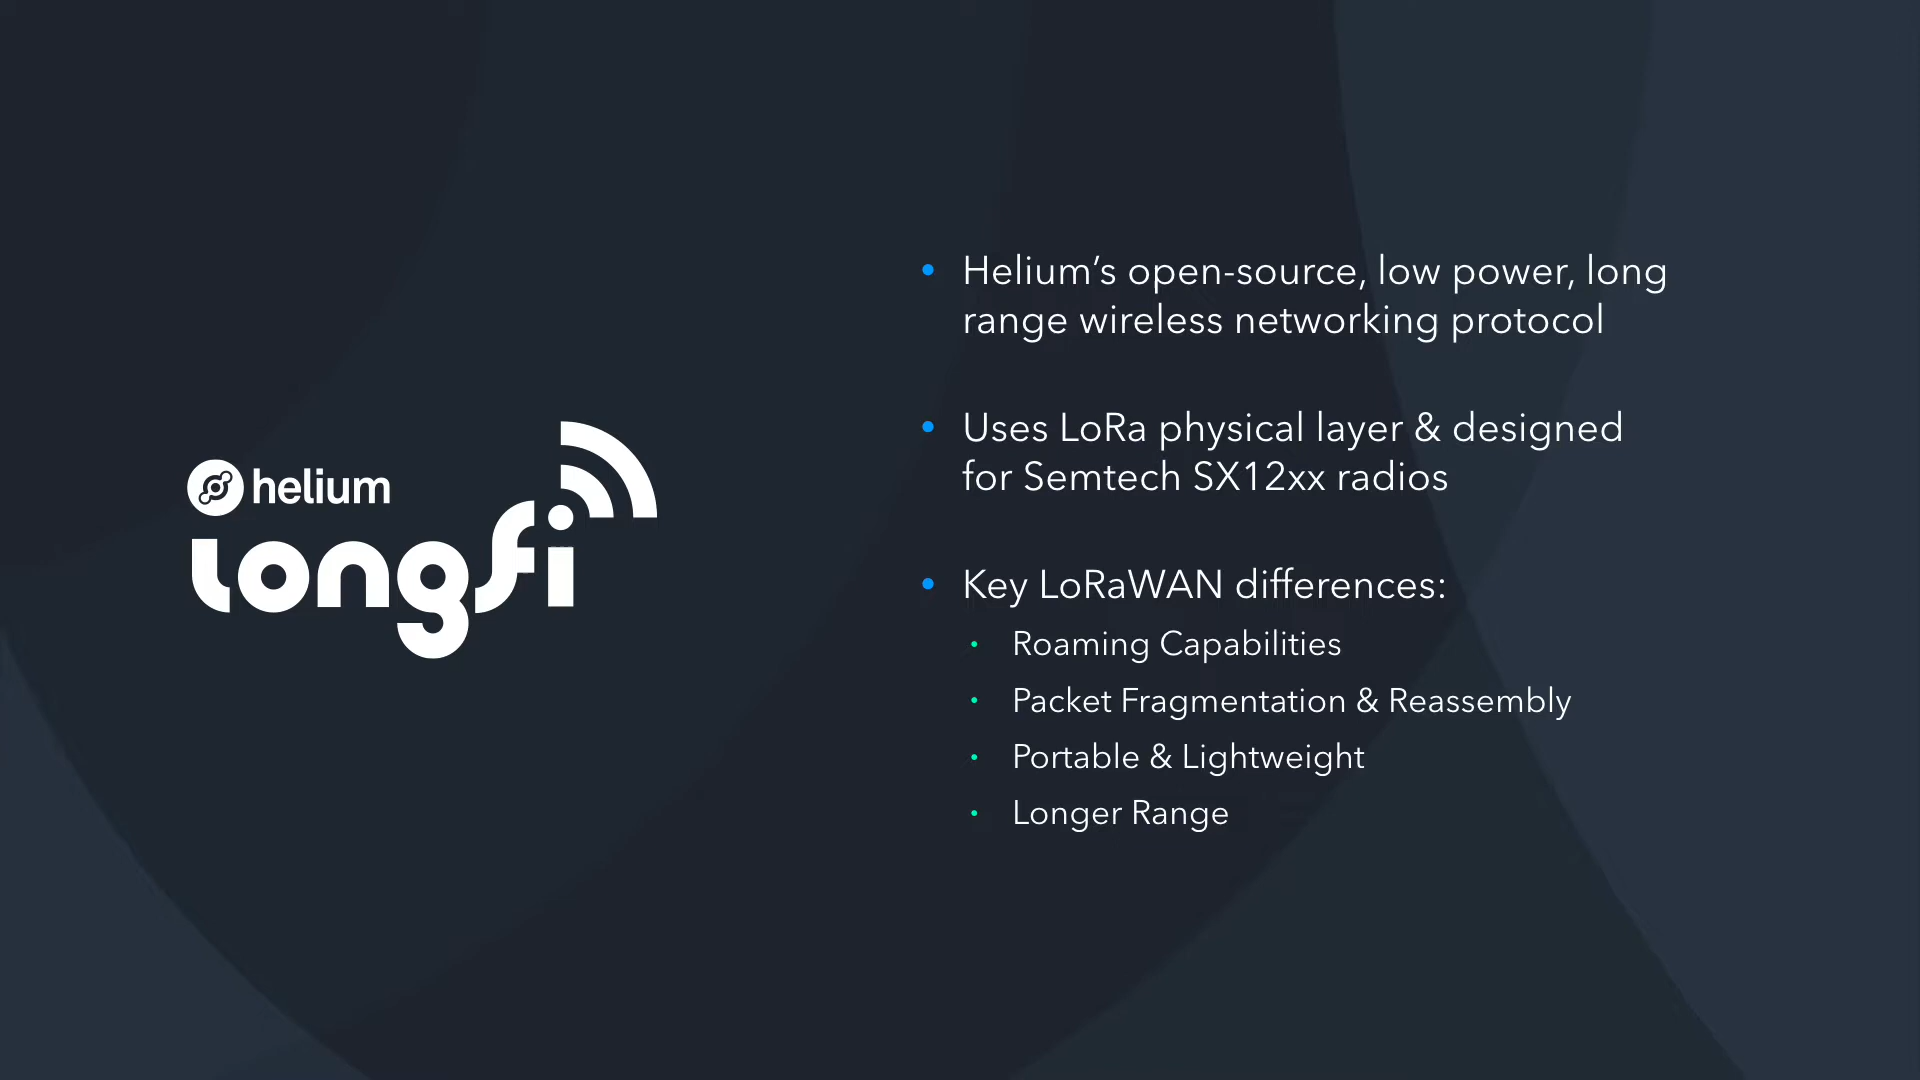 helium
longfi
• Helium’s open-source, low power, long
range wireless networking protocol
• Uses LoRa physical layer & designed
for Semtech SX12xx radios
• Key LoRaWAN differences:
• Roaming Capabilities
• Packet Fragmentation & Reassembly
• Portable & Lightweight
• Longer Range